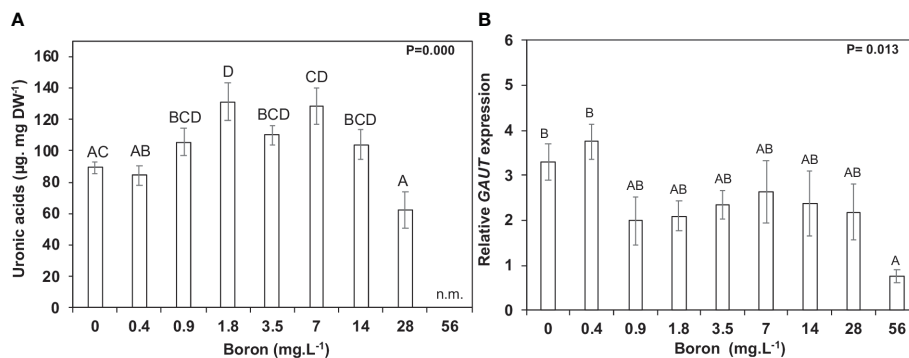 A
P=0.000
Uronic acids (µg. mg DW-1)
160
140
120
100
80
60
40
20
0
AC AB BCD D BCD CD BCD A n.m.
0 0.4 0.9 1.8 3.5 7 14 28 56
Boron (mg.L-1)
B
P= 0.013
Relative GAUT expression
6
5
4
3
2
1
0
B B AB AB AB AB AB AB A
0 0.4 0.9 1.8 3.5 7 14 28 56
Boron (mg.L-1)